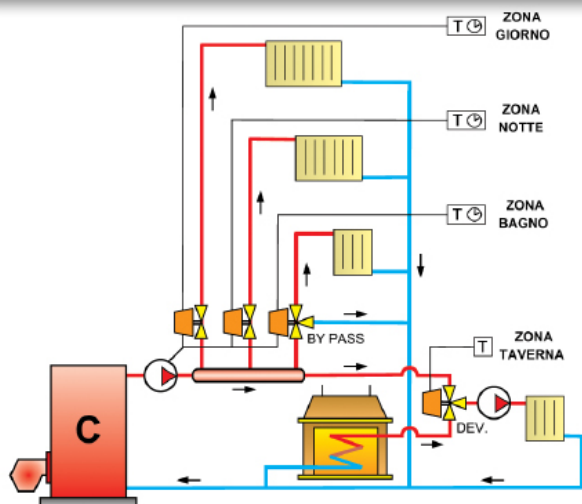 T
ZONA
GIORNO
T
ZONA
NOTTE
T
ZONA
BAGNO
BY PASS
T
ZONA
TAVERNA
DEV.
C